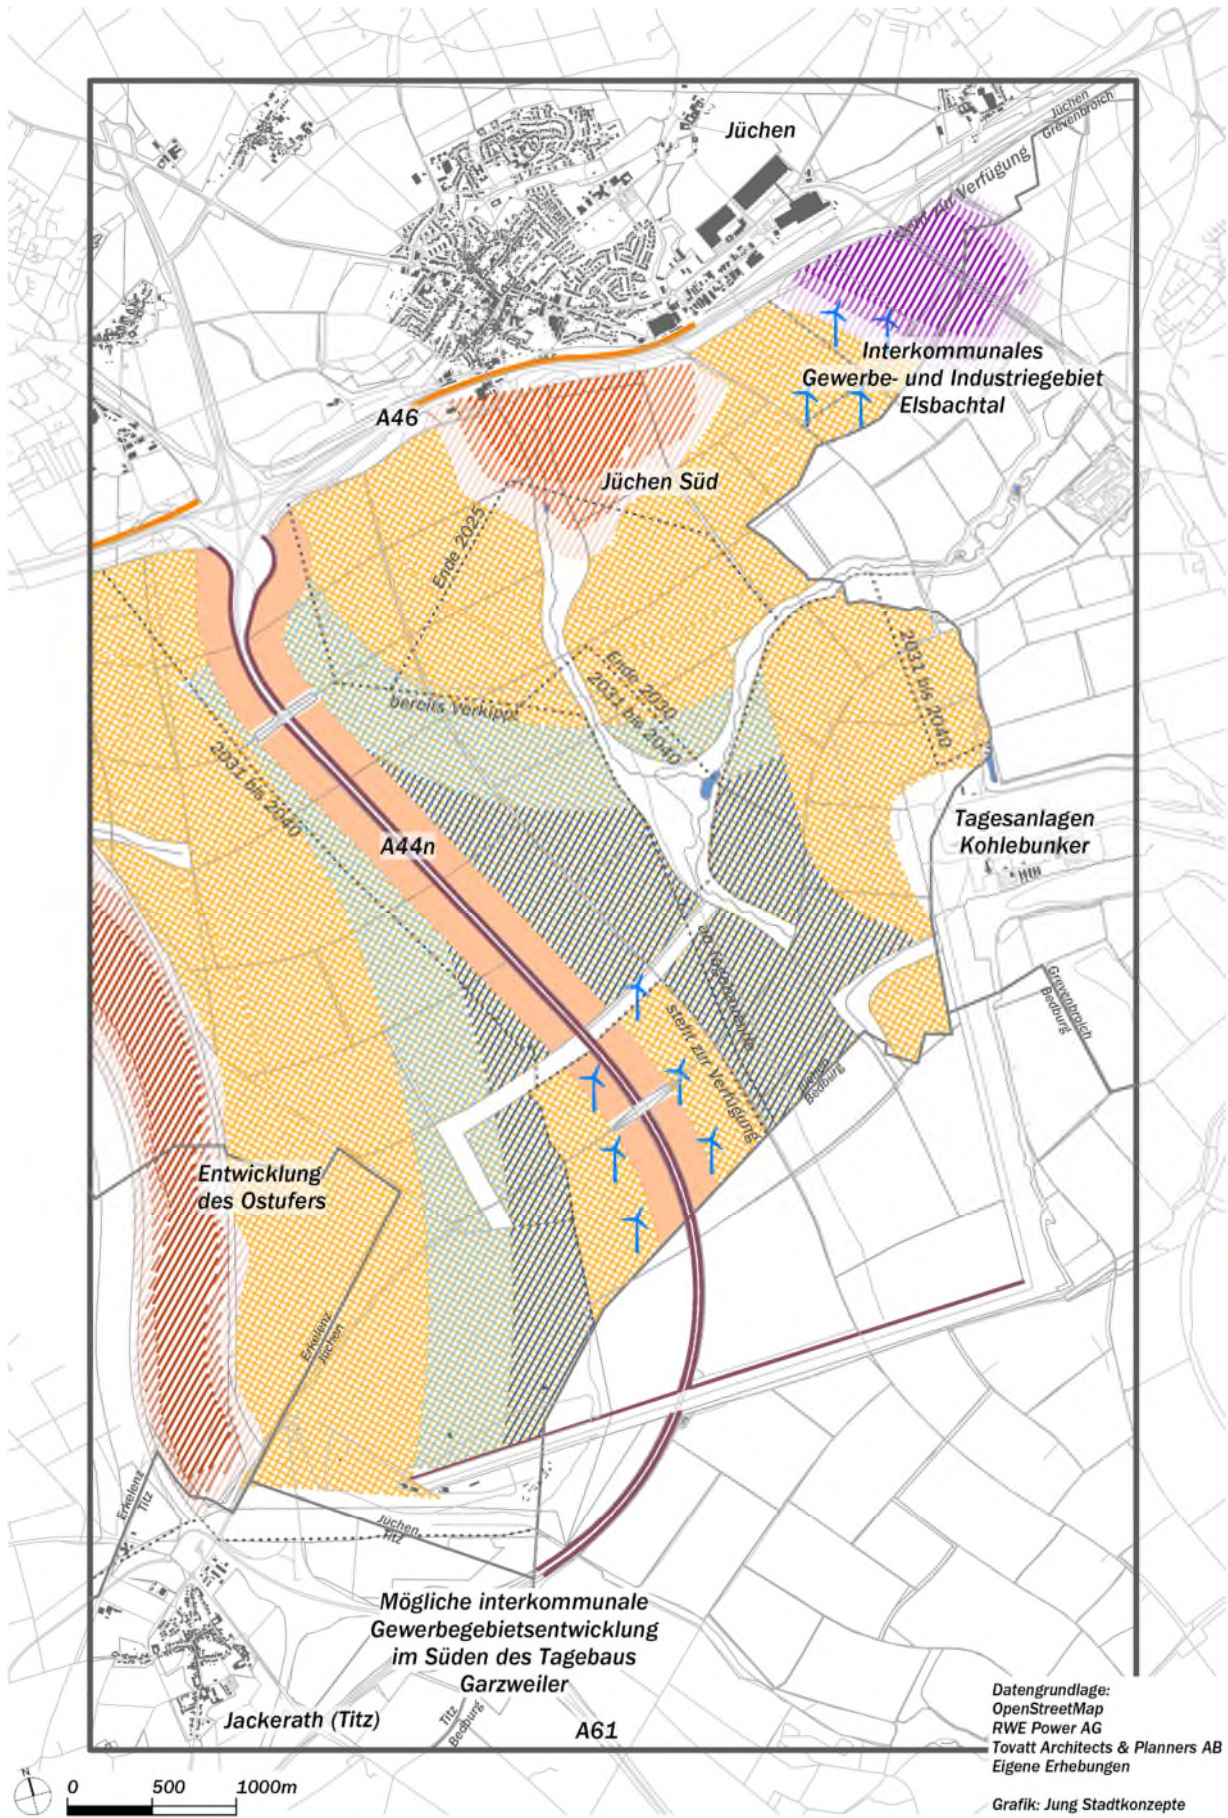 Jüchen
Jüchen
Grevenbroich
steht zur Verfügung
Interkommunales
Gewerbe- und Industriegebiet
Elsbachtal
A46
Jüchen Süd
Ende 2025
Ende 2030
2031 bis 2040
2031 bis 2040
bereits verkippt
2031 bis 2040
A44n
Tagesanlagen
Kohlebunker
ab Tagebauende
steht zur Verfügung
Jüchen
Bedburg
Grevenbroich
Bedburg
Entwicklung
des Ostufers
Erkelenz
Jüchen
Erkelenz
Titz
Jüchen
Titz
Mögliche interkommunale
Gewerbegebietsentwicklung
im Süden des Tagebaus
Garzweiler
Jackerath (Titz)
Titz
Bedburg
A61
Datengrundlage:
OpenStreetMap
RWE Power AG
Tovatt Architects & Planners AB
Eigene Erhebungen
Grafik: Jung Stadtkonzepte
N
0 500 1000m